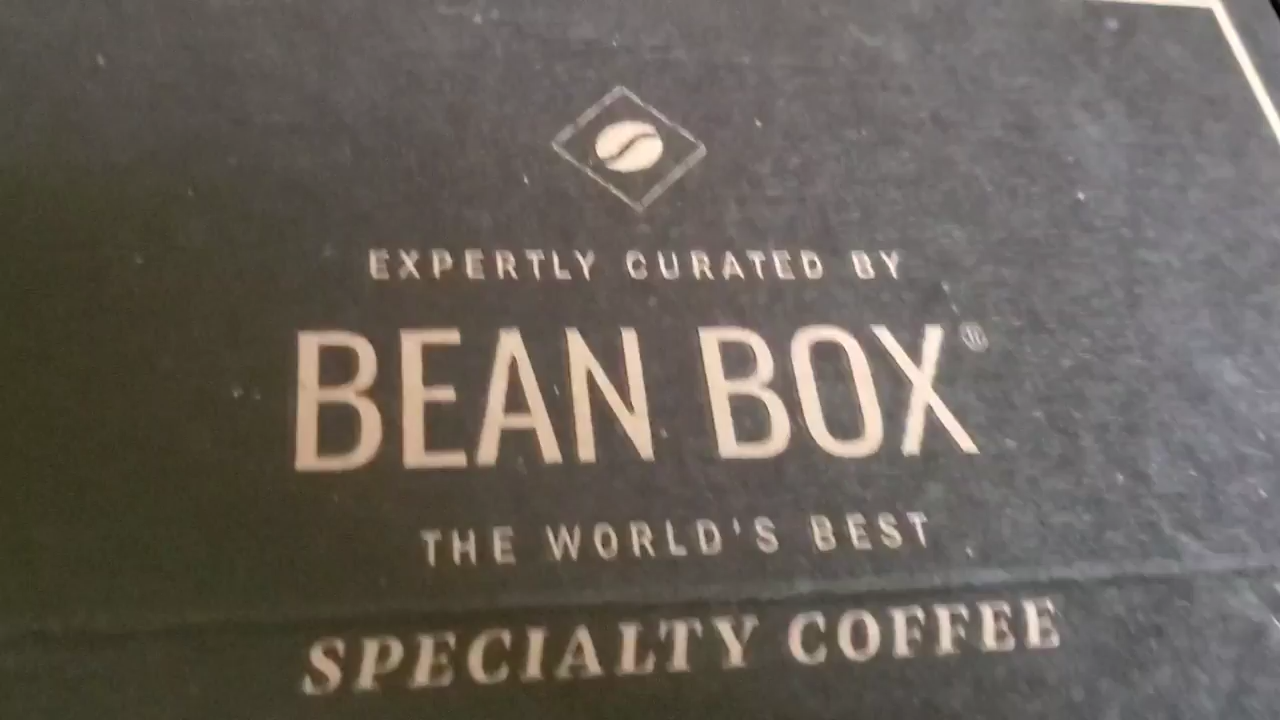 EXPERTLY CURATED BY
BEAN BOX®
THE WORLD'S BEST
SPECIALTY COFFEE